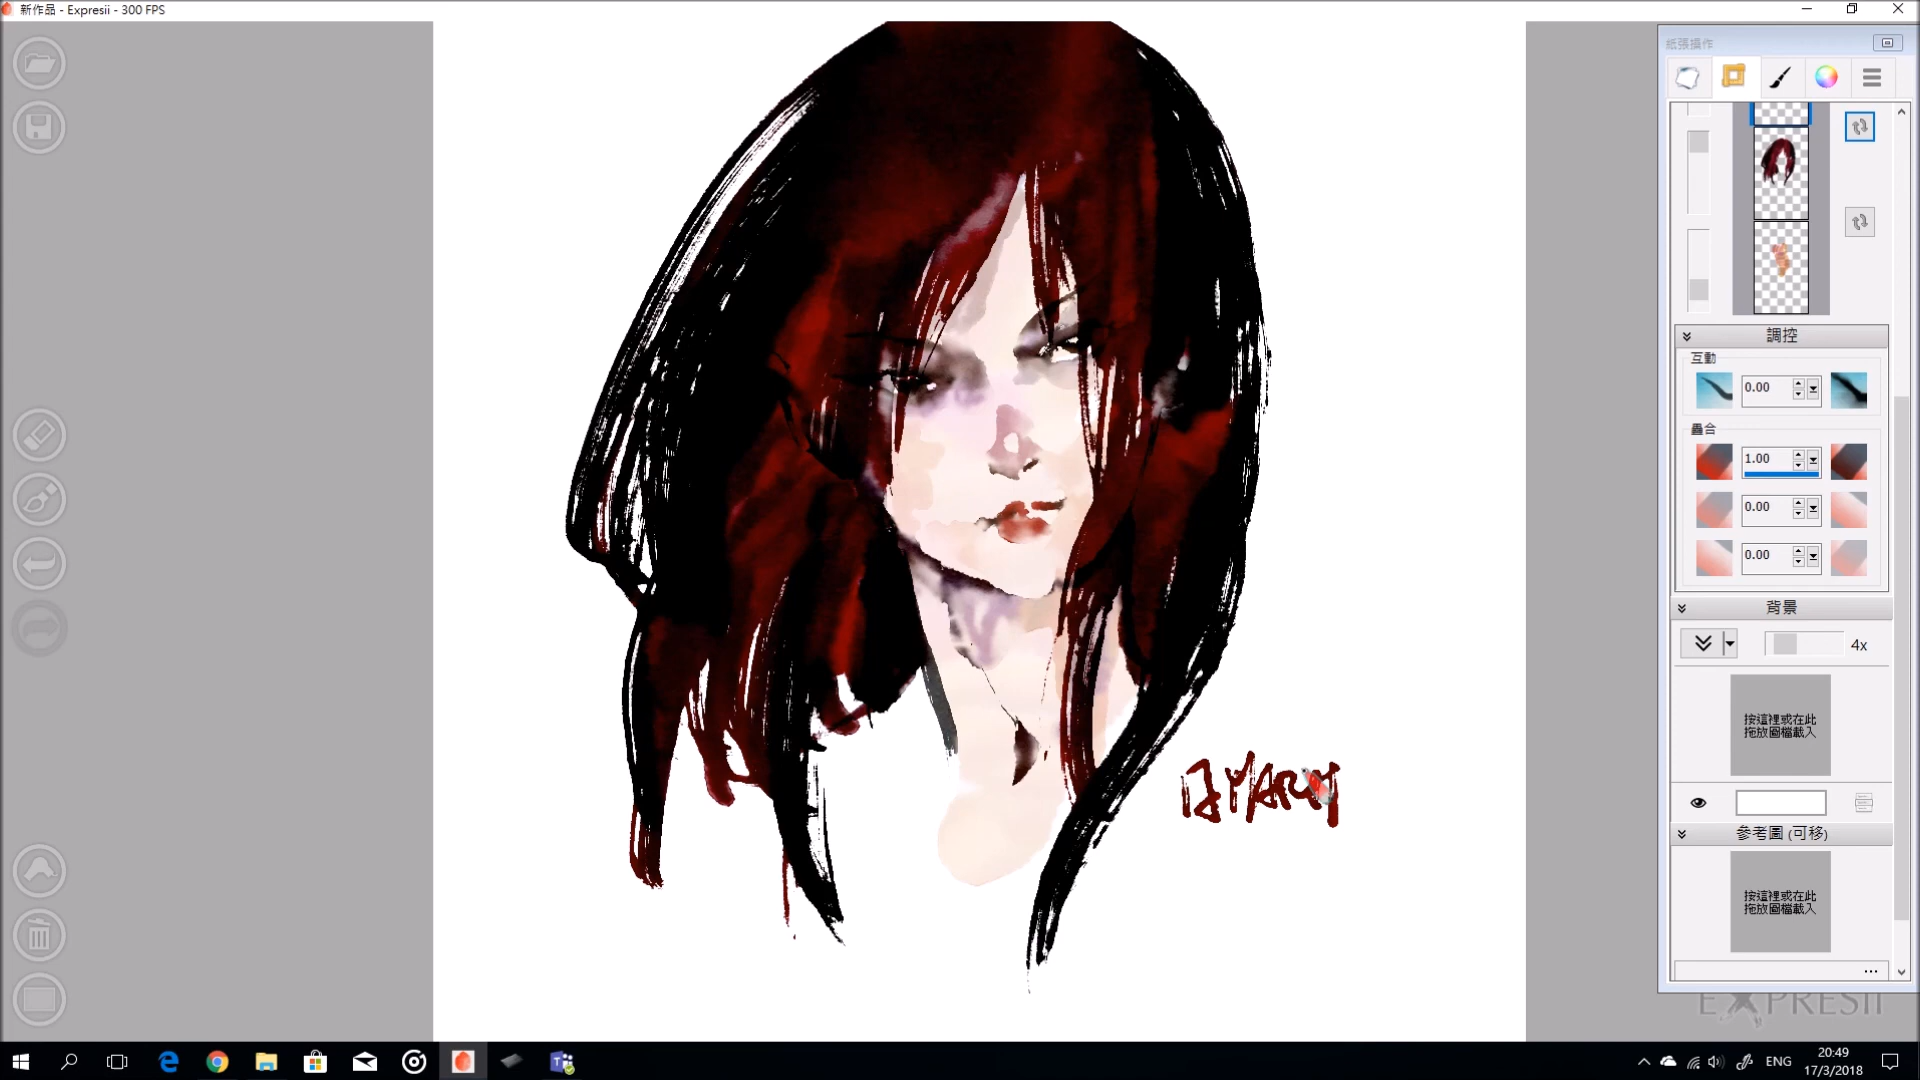 新作品 - Expresii - 300 FPS
紙張操作
調控
互動
0.00
疊合
1.00
0.00
0.00
背景
4x
按這裡或在此
拖放圖檔載入
參考圖 (可移)
按這裡或在此
拖放圖檔載入
...
EXPRESII
ENG
20:49
17/3/2018